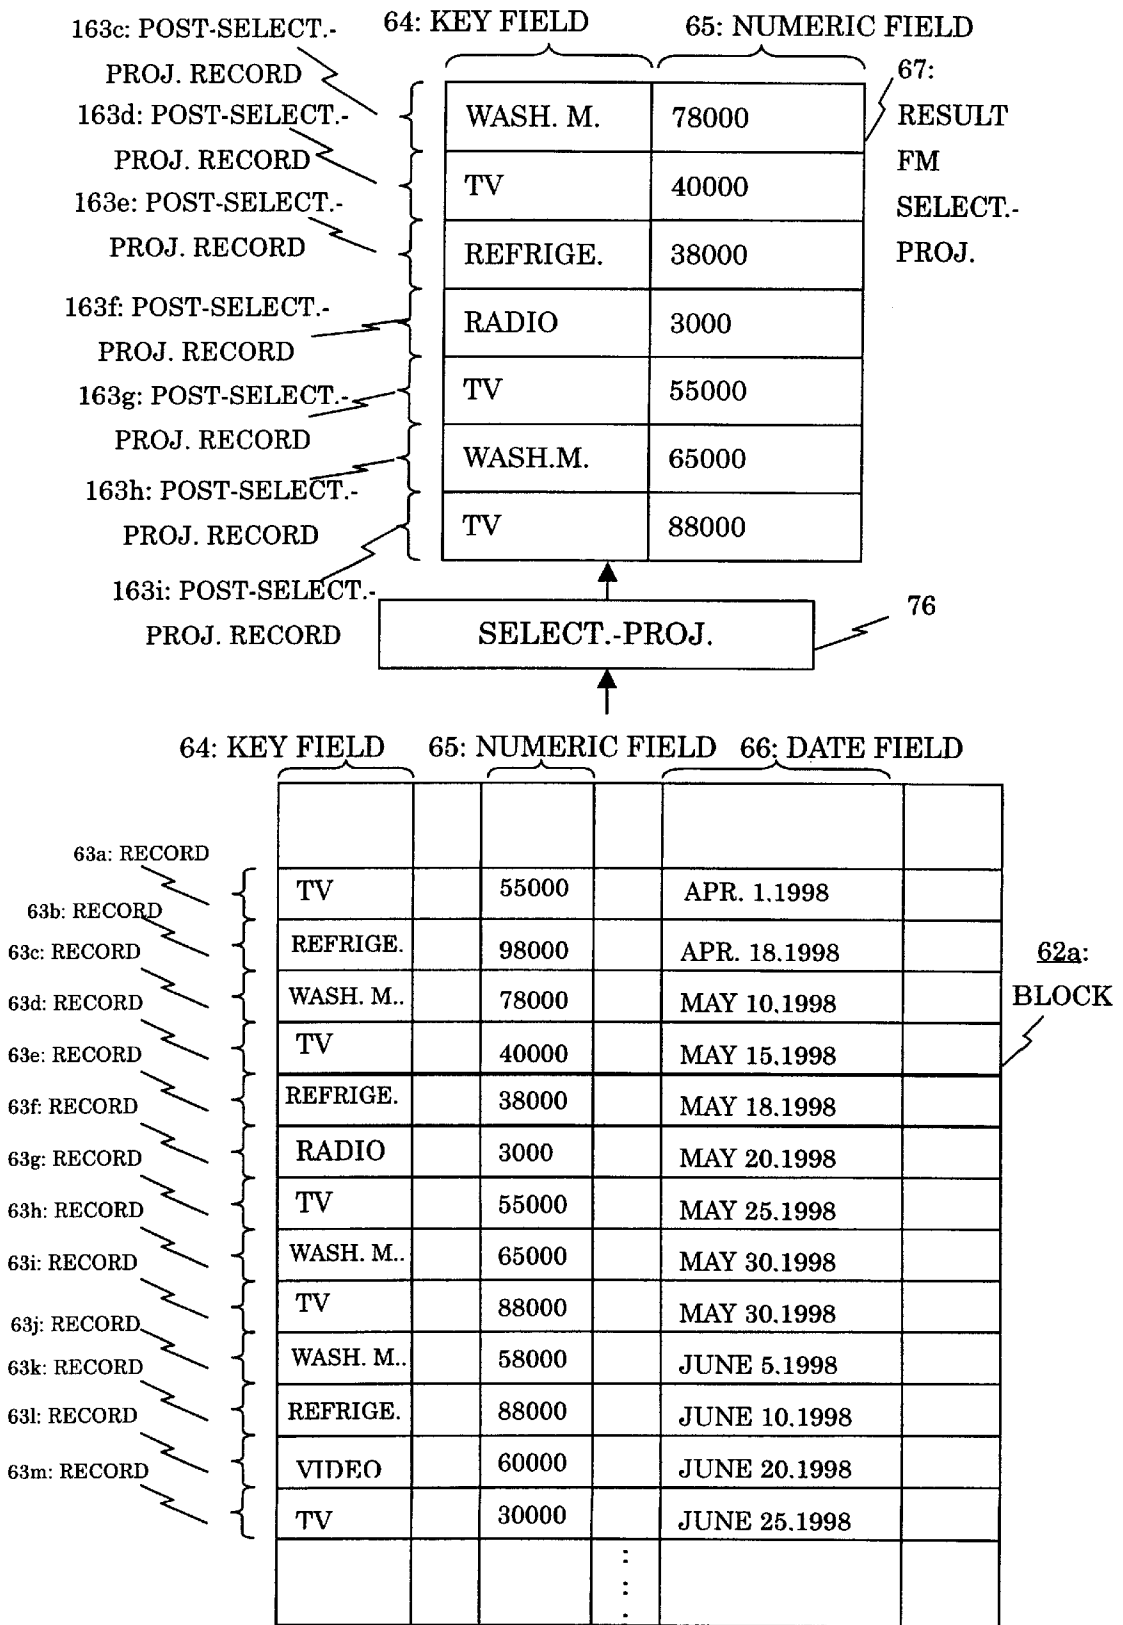 163c: POST-SELECT.-
PROJ. RECORD
163d: POST-SELECT.-
PROJ. RECORD
163e: POST-SELECT.-
PROJ. RECORD
163f: POST-SELECT.-
PROJ. RECORD
163g: POST-SELECT.-
PROJ. RECORD
163h: POST-SELECT.-
PROJ. RECORD
163i: POST-SELECT.-
PROJ. RECORD
64: KEY FIELD 65: NUMERIC FIELD
WASH. M. 78000
TV 40000
REFRIGE. 38000
RADIO 3000
TV 55000
WASH.M. 65000
TV 88000
67:
RESULT
FM
SELECT.-
PROJ.
SELECT.-PROJ.
76
64: KEY FIELD 65: NUMERIC FIELD 66: DATE FIELD
63a: RECORD
63b: RECORD
63c: RECORD
63d: RECORD
63e: RECORD
63f: RECORD
63g: RECORD
63h: RECORD
63i: RECORD
63j: RECORD
63k: RECORD
63l: RECORD
63m: RECORD
TV 55000 APR. 1.1998
REFRIGE. 98000 APR. 18.1998
WASH. M.. 78000 MAY 10.1998
TV 40000 MAY 15.1998
REFRIGE. 38000 MAY 18.1998
RADIO 3000 MAY 20.1998
TV 55000 MAY 25.1998
WASH. M.. 65000 MAY 30.1998
TV 88000 MAY 30.1998
WASH. M.. 58000 JUNE 5.1998
REFRIGE. 88000 JUNE 10.1998
VIDEO 60000 JUNE 20.1998
TV 30000 JUNE 25.1998
62a:
BLOCK